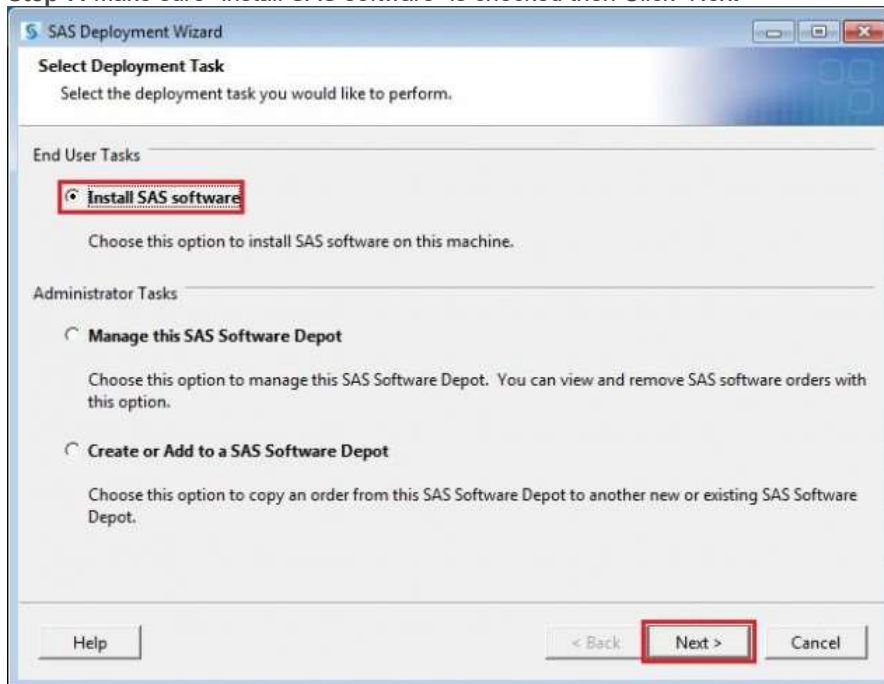 SAS Deployment Wizard
Select Deployment Task
Select the deployment task you would like to perform.
End User Tasks
Install SAS software
Choose this option to install SAS software on this machine.
Administrator Tasks
Manage this SAS Software Depot
Choose this option to manage this SAS Software Depot. You can view and remove SAS software orders with
this option.
Create or Add to a SAS Software Depot
Choose this option to copy an order from this SAS Software Depot to another new or existing SAS Software
Depot.
Help
< Back
Next >
Cancel